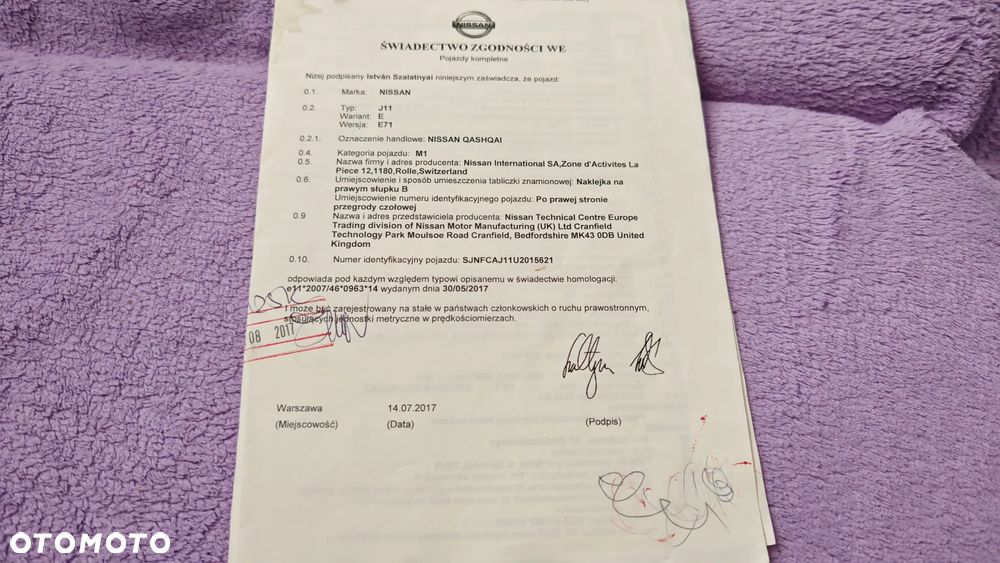 NISSAN
ŚWIADECTWO ZGODNOŚCI WE
Pojazdy kompletne
Niżej podpisany István Szalatnyai niniejszym zaświadcza, że pojazd:
0.1. Marka: NISSAN
0.2. Typ: J11
Wariant: E
Wersja: E71
0.2.1. Oznaczenie handlowe: NISSAN QASHQAI
0.4. Kategoria pojazdu: M1
0.5. Nazwa firmy i adres producenta: Nissan International SA,Zone d'Activites La
Piece 12,1180,Rolle,Switzerland
0.6. Umiejscowienie i sposób umieszczenia tabliczki znamionowej: Naklejka na
prawym słupku B
Umiejscowienie numeru identyfikacyjnego pojazdu: Po prawej stronie
przegrody czołowej
0.9 Nazwa i adres przedstawiciela producenta: Nissan Technical Centre Europe
Trading division of Nissan Motor Manufacturing (UK) Ltd Cranfield
Technology Park Moulsoe Road Cranfield, Bedfordshire MK43 0DB United
Kingdom
0.10. Numer identyfikacyjny pojazdu: SJNFCAJ11U2015621
odpowiada pod każdym względem typowi opisanemu w świadectwie homologacji:
e11*2007/46*0963*14 wydanym dnia 30/05/2017
i może być zarejestrowany na stałe w państwach członkowskich o ruchu prawostronnym,
stosujących jednostki metryczne w prędkościomierzach.
08 2017
Warszawa 14.07.2017
(Miejscowość) (Data) (Podpis)
OTOMOTO